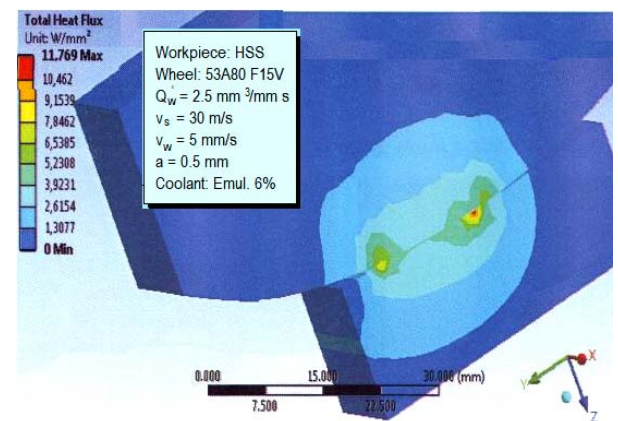 Total Heat Flux
Unit: W/mm²
11,769 Max
10,462
9,1539
7,8462
6,5385
5,2308
3,9231
2,6154
1,3077
0 Min
Workpiece: HSS
Wheel: 53A80 F15V
Q'w = 2.5 mm ³/mm s
vs = 30 m/s
vw = 5 mm/s
a = 0.5 mm
Coolant: Emul. 6%
0.000 15.000 30.000 (mm)
7.500 22.500
X
Y
Z